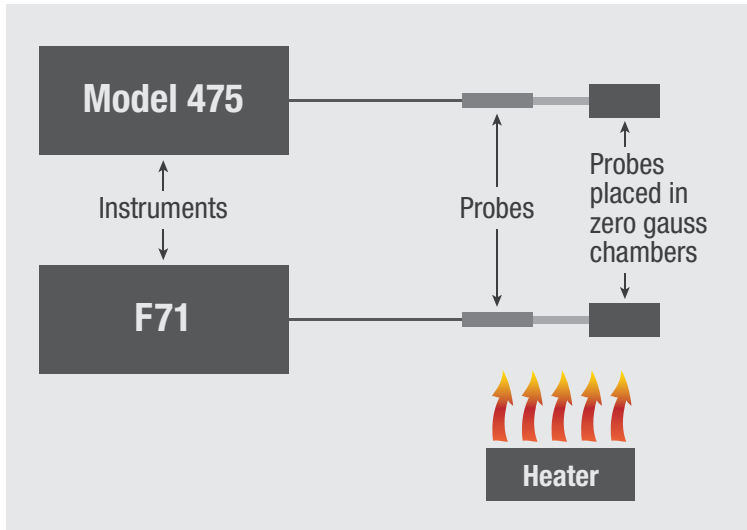 Model 475
Instruments
Probes
Probes
placed in
zero gauss
chambers
F71
Heater